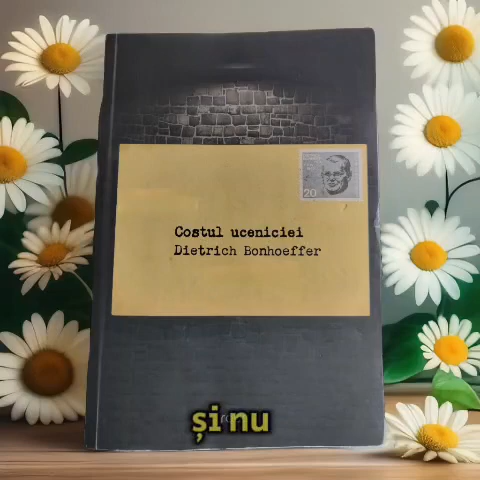 20
Costul uceniciei
Dietrich Bonhoeffer
și nu